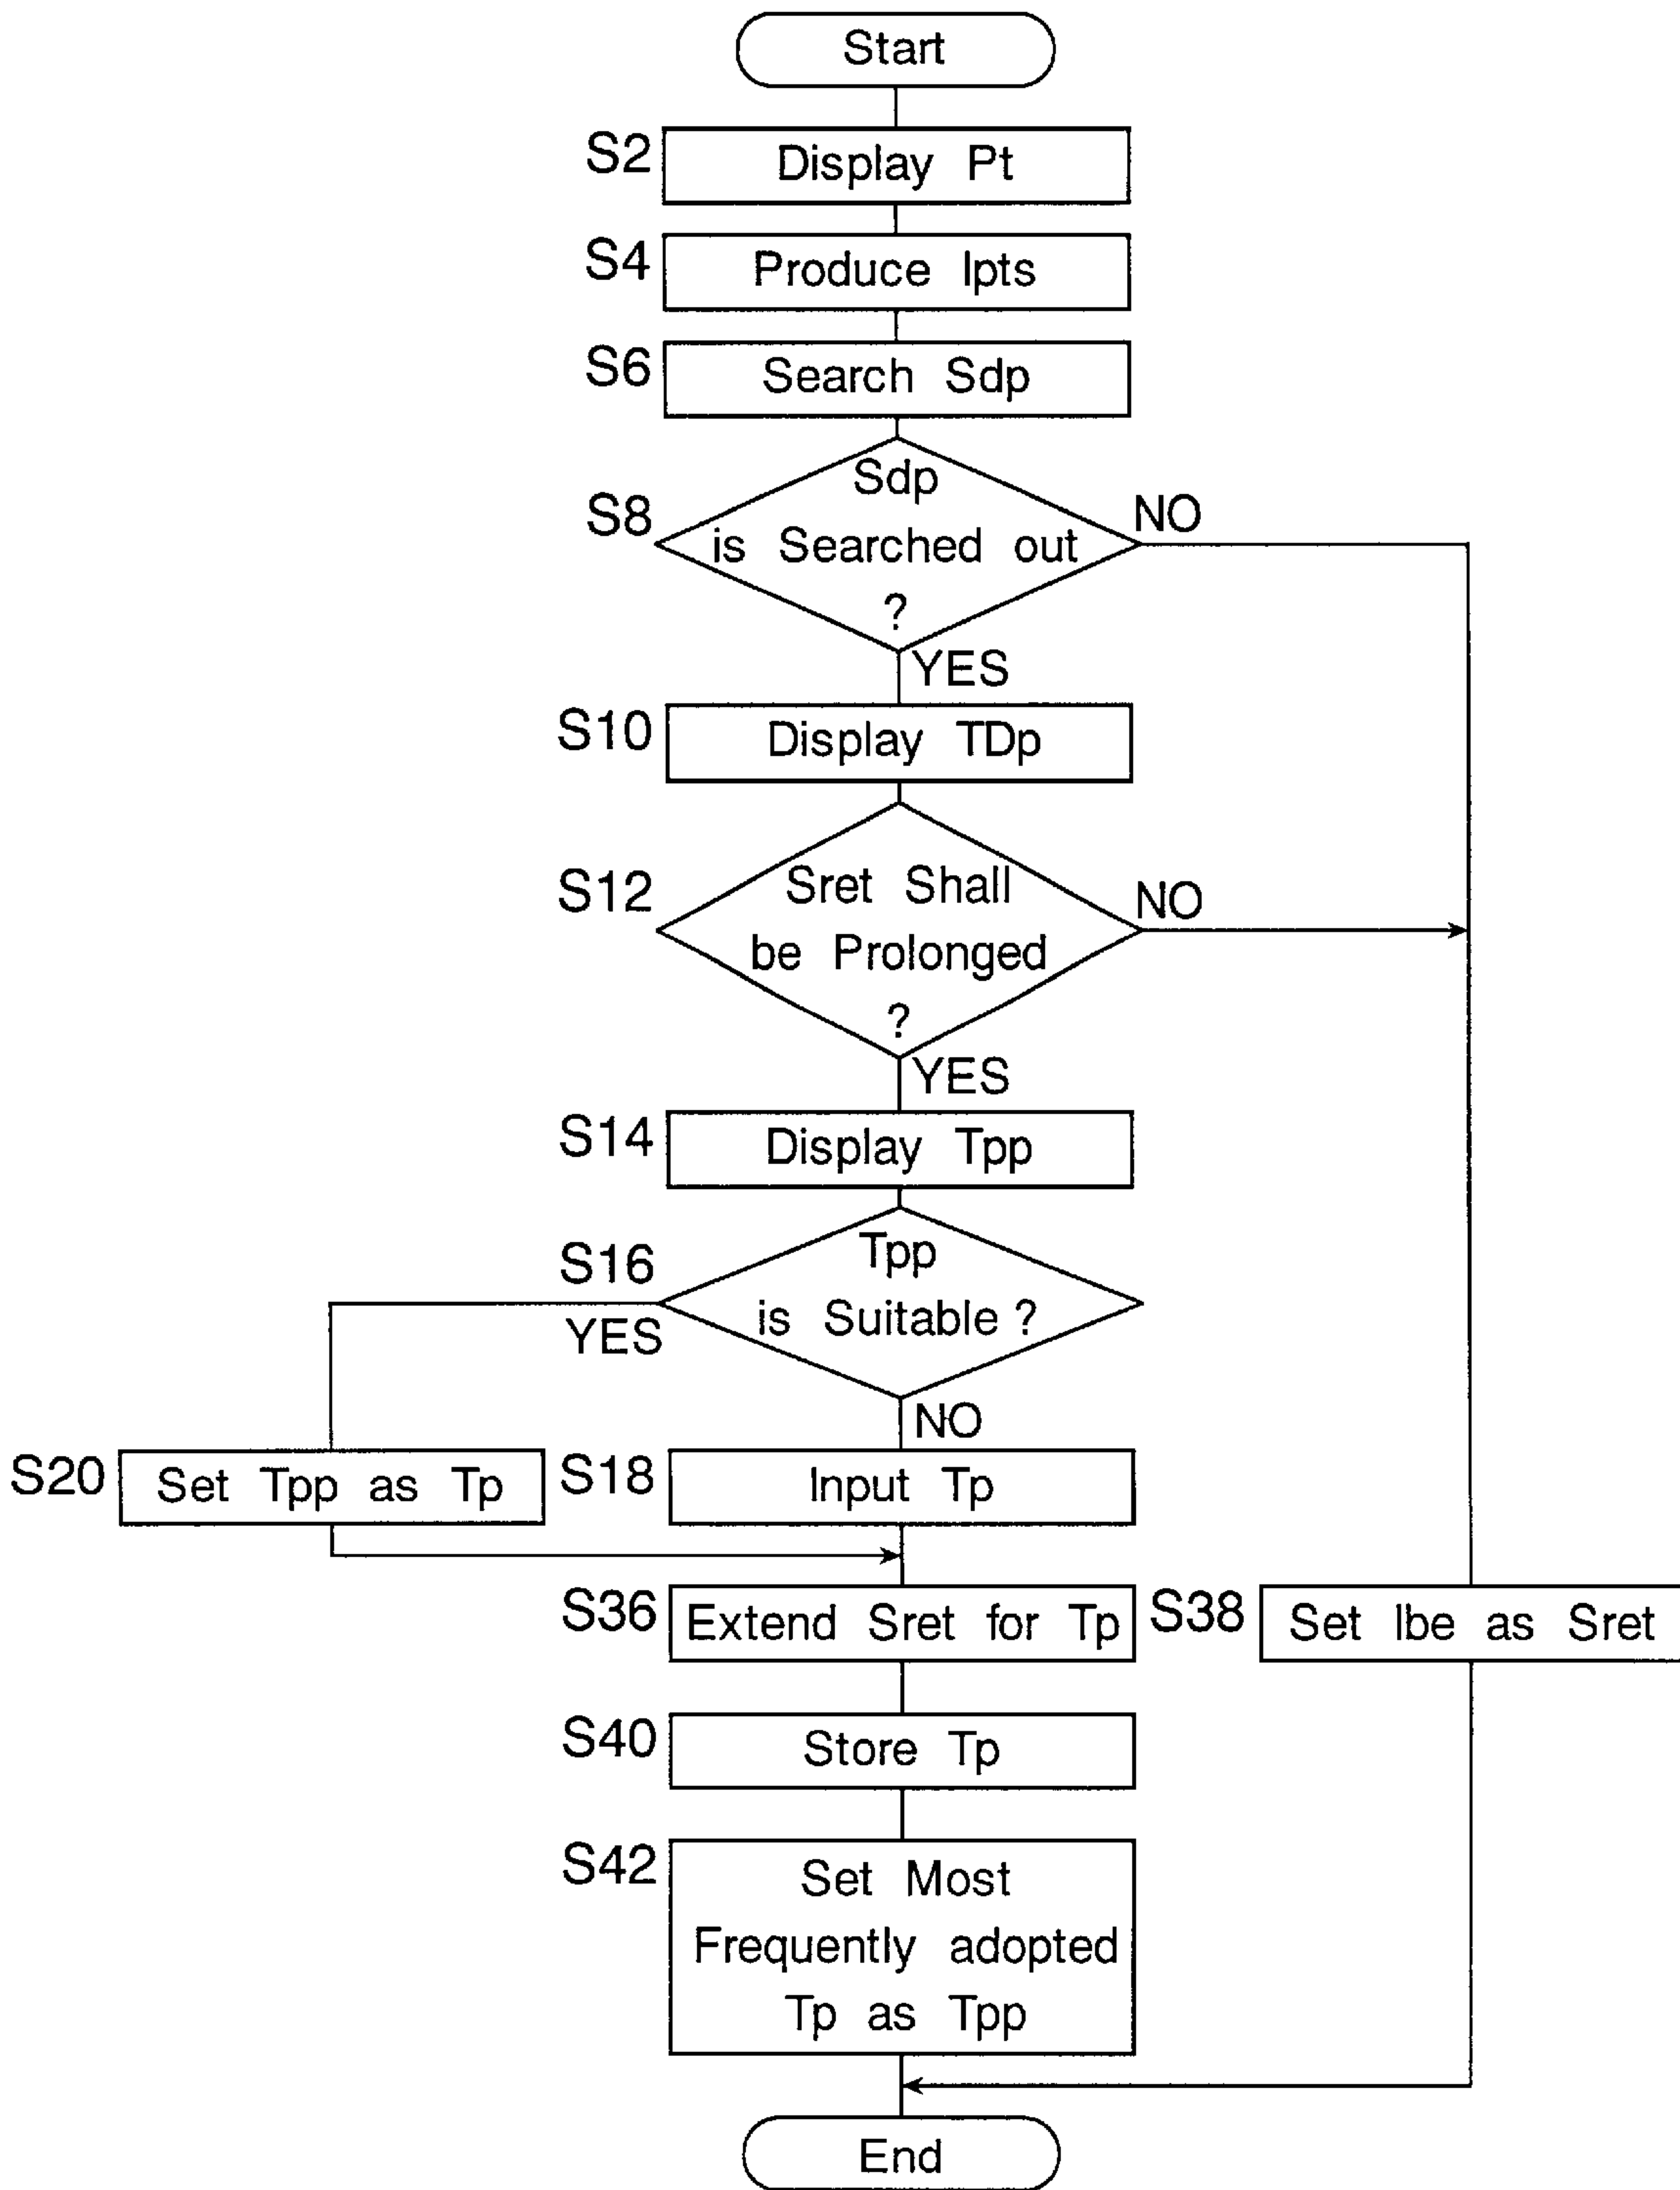 Start
S2
Display Pt
S4
Produce Ipts
S6
Search Sdp
S8
Sdp
is Searched out
?
NO
YES
S10
Display TDp
S12
Sret Shall
be Prolonged
?
NO
YES
S14
Display Tpp
S16
Tpp
is Suitable ?
YES
NO
S20
Set Tpp as Tp
S18
Input Tp
S36
Extend Sret for Tp
S38
Set Ibe as Sret
S40
Store Tp
S42
Set Most
Frequently adopted
Tp as Tpp
End